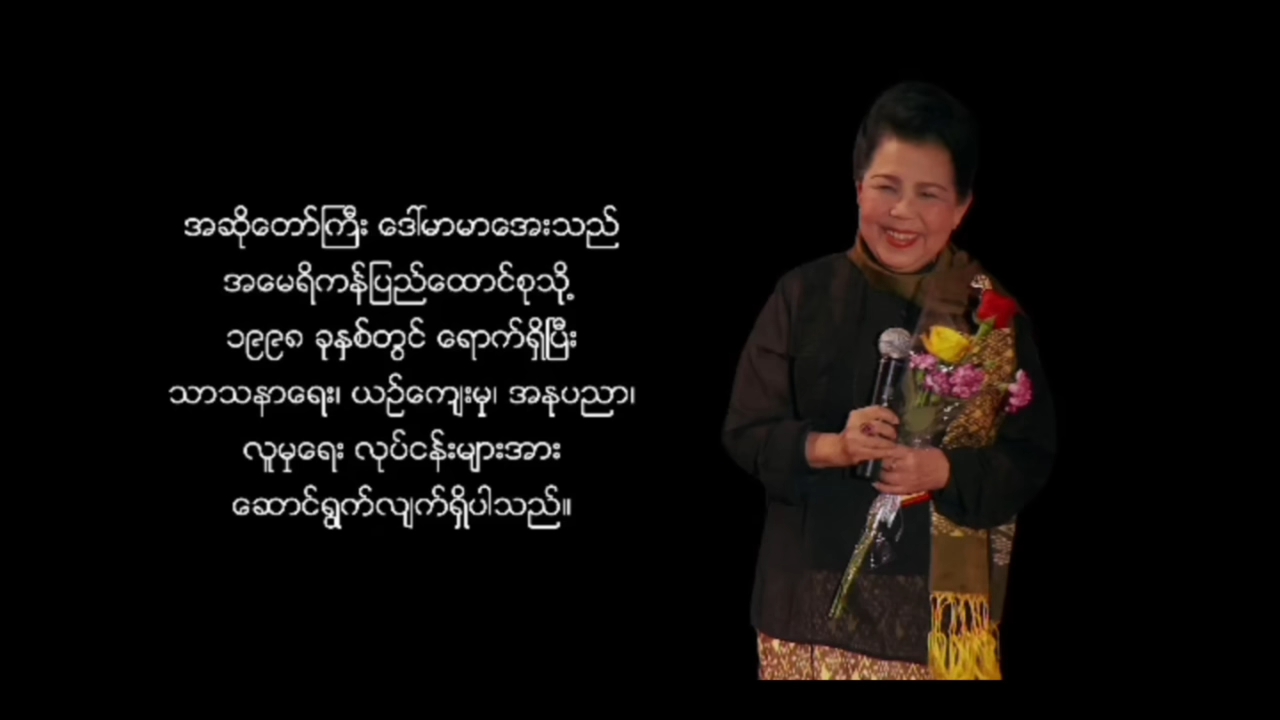 အဆိုတော်ကြီး ဒေါ်မာမာအေးသည်
အမေရိကန်ပြည်ထောင်စုသို့
၁၉၉၈ ခုနှစ်တွင် ရောက်ရှိပြီး
သာသနာရေး၊ ယဉ်ကျေးမှု၊ အနုပညာ၊
လူမှုရေး လုပ်ငန်းများအား
ဆောင်ရွက်လျက်ရှိပါသည်။